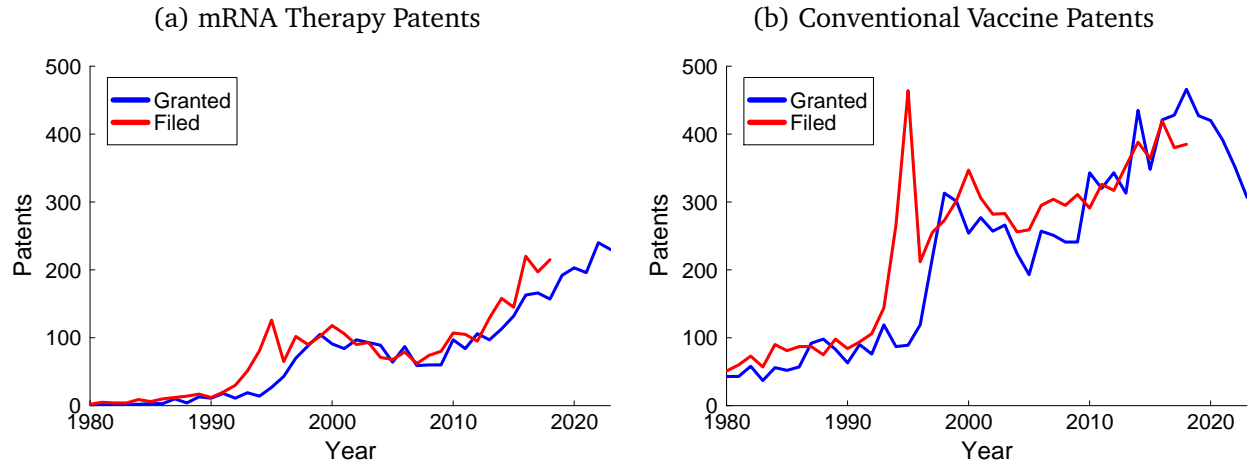 (a) mRNA Therapy Patents
500
400
300
200
100
0
Patents
Granted
Filed
1980
1990
2000
2010
2020
Year
(b) Conventional Vaccine Patents
500
400
300
200
100
0
Patents
Granted
Filed
1980
1990
2000
2010
2020
Year